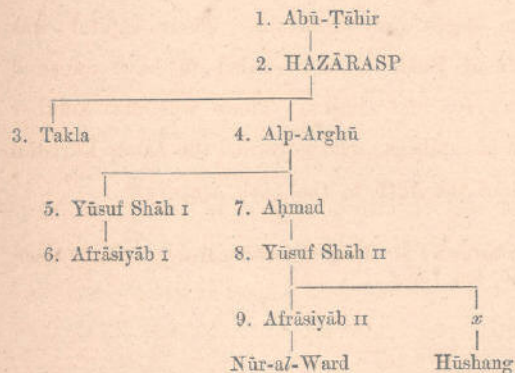 1. Abū-Ṭāhir
2. HAZĀRASP
3. Takla 4. Alp-Arghū
5. Yūsuf Shāh I 7. Aḥmad
6. Afrāsiyāb I 8. Yūsuf Shāh II
9. Afrāsiyāb II x
Nūr-al-Ward Hūshang